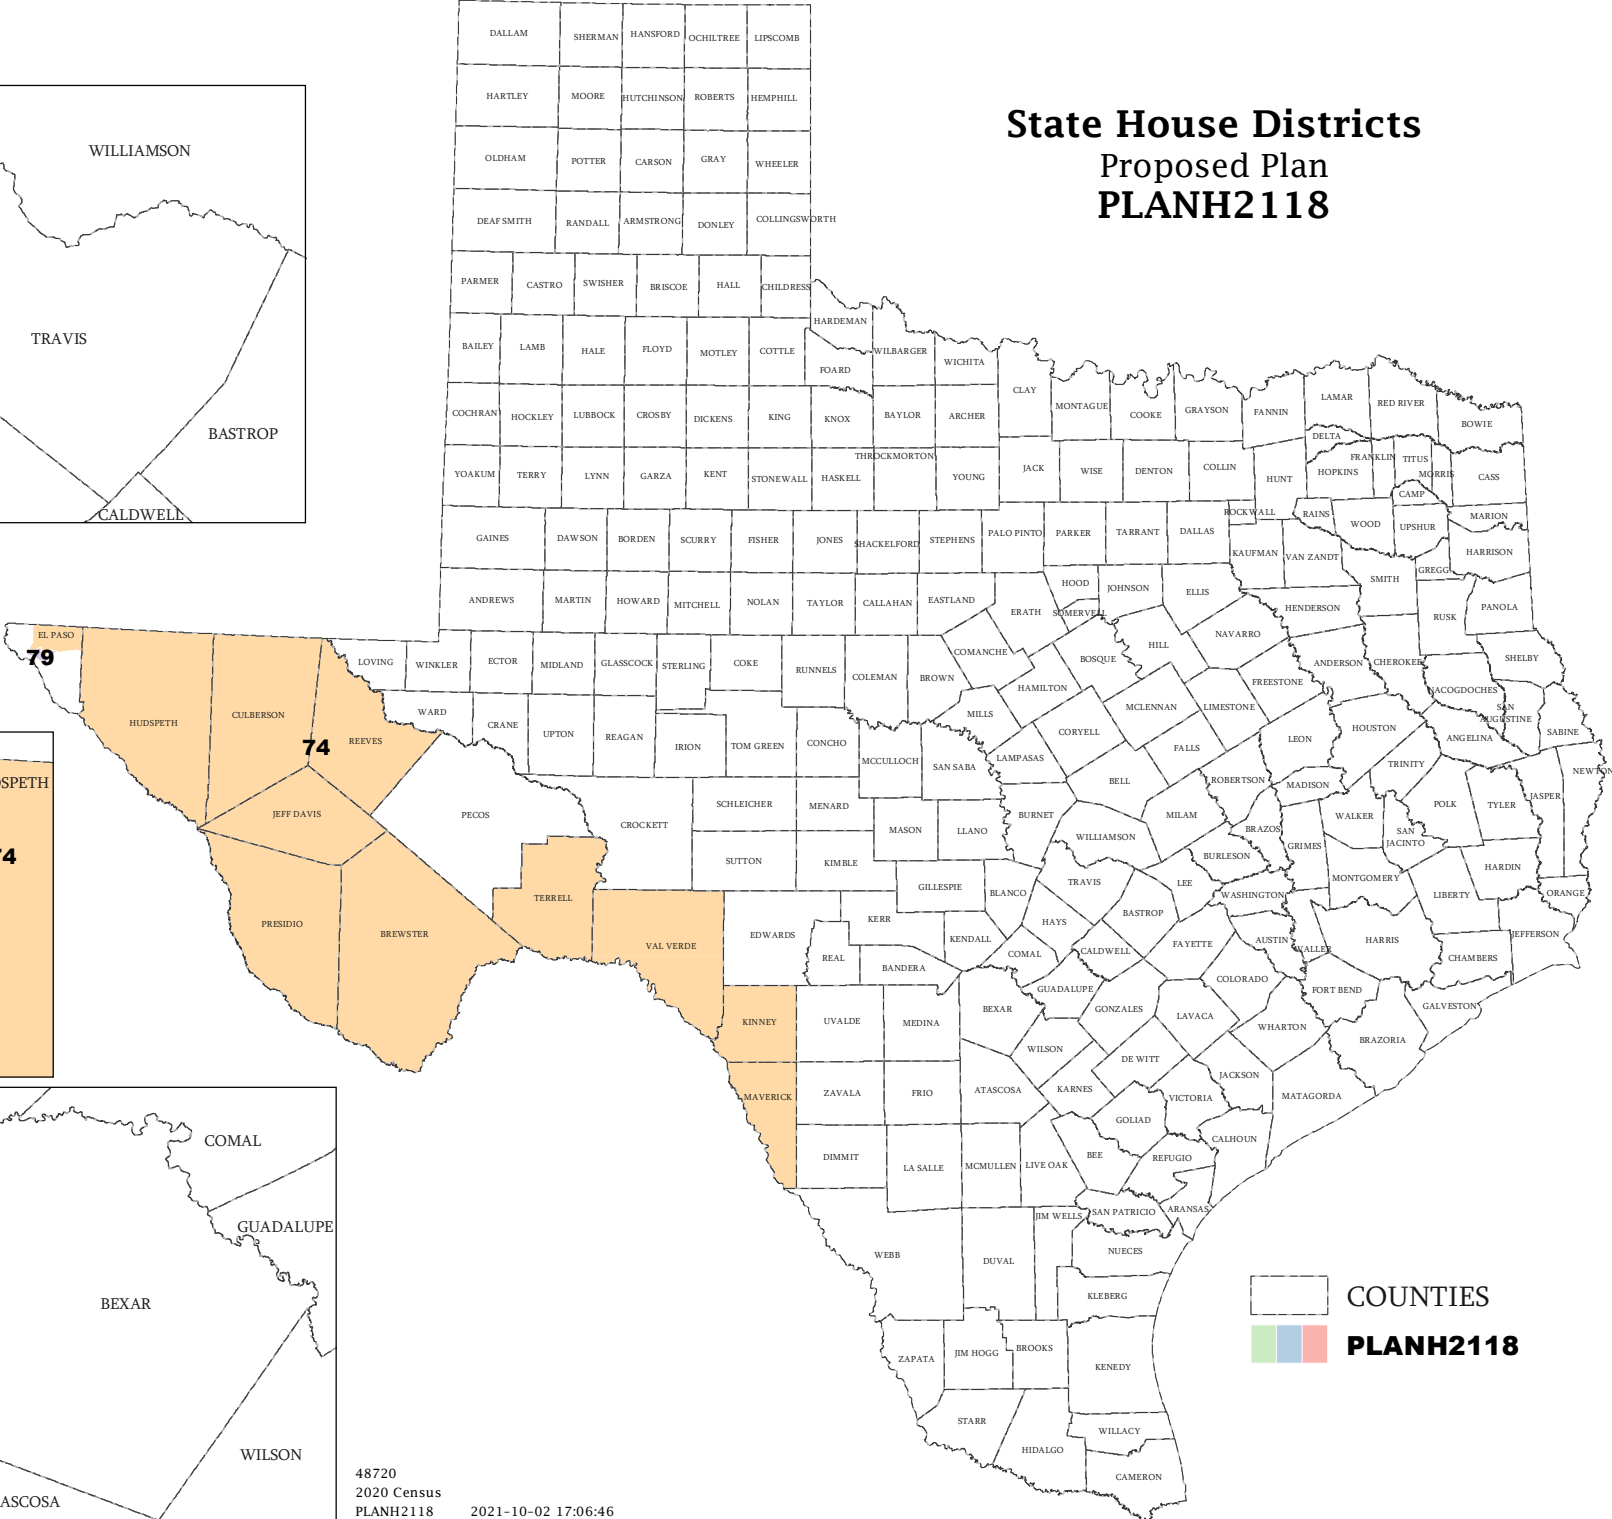 State House Districts
Proposed Plan
PLANH2118
DALLAM SHERMAN HANSFORD OCHILTREE LIPSCOMB
HARTLEY MOORE HUTCHINSON ROBERTS HEMPHILL
OLDHAM POTTER CARSON GRAY WHEELER
DEAF SMITH RANDALL ARMSTRONG DONLEY COLLINGSWORTH
PARMER CASTRO SWISHER BRISCOE HALL CHILDRESS
HARDEMAN
BAILEY LAMB HALE FLOYD MOTLEY COTTLE FOARD WILBARGER WICHITA
CLAY
COCHRAN HOCKLEY LUBBOCK CROSBY DICKENS KING KNOX BAYLOR ARCHER MONTAGUE COOKE GRAYSON FANNIN LAMAR RED RIVER BOWIE
DELTA
YOAKUM TERRY LYNN GARZA KENT STONEWALL HASKELL THROCKMORTON YOUNG JACK WISE DENTON COLLIN HUNT HOPKINS FRANKLIN TITUS MORRIS CASS
CAMP
GAINES DAWSON BORDEN SCURRY FISHER JONES SHACKELFORD STEPHENS PALO PINTO PARKER TARRANT DALLAS ROCKWALL RAINS WOOD UPSHUR MARION
KAUFMAN VAN ZANDT HARRISON
GREGG
ANDREWS MARTIN HOWARD MITCHELL NOLAN TAYLOR CALLAHAN EASTLAND ERATH HOOD SOMERVELL JOHNSON ELLIS HENDERSON SMITH RUSK PANOLA
EL PASO
79
LOVING WINKLER ECTOR MIDLAND GLASSCOCK STERLING COKE RUNNELS COLEMAN BROWN COMANCHE BOSQUE HILL NAVARRO ANDERSON CHEROKEE SHELBY
HAMILTON FREESTONE NACOGDOCHES
HUDSPETH CULBERSON REEVES WARD CRANE UPTON REAGAN IRION TOM GREEN CONCHO MILLS MCLENNAN LIMESTONE SAN AUGUSTINE
74
CORYELL FALLS LEON HOUSTON ANGELINA SABINE
MCCULLOCH SAN SABA LAMPASAS BELL ROBERTSON MADISON TRINITY NEWTON
JEFF DAVIS PECOS CROCKETT SCHLEICHER MENARD MASON LLANO BURNET WILLIAMSON MILAM BRAZOS WALKER POLK TYLER JASPER
SAN JACINTO
SUTTON KIMBLE BURLESON GRIMES HARDIN
TERRELL GILLESPIE BLANCO TRAVIS LEE WASHINGTON MONTGOMERY LIBERTY ORANGE
PRESIDIO BREWSTER VAL VERDE EDWARDS KERR KENDALL HAYS BASTROP FAYETTE AUSTIN WALLER HARRIS JEFFERSON
REAL BANDERA COMAL CALDWELL CHAMBERS
GUADALUPE COLORADO FORT BEND GALVESTON
KINNEY UVALDE MEDINA BEXAR GONZALES LAVACA WHARTON BRAZORIA
WILSON DE WITT
MAVERICK ZAVALA FRIO ATASCOSA KARNES VICTORIA JACKSON MATAGORDA
GOLIAD CALHOUN
DIMMIT LA SALLE MCMULLEN LIVE OAK BEE REFUGIO
JIM WELLS SAN PATRICIO ARANSAS
WEBB DUVAL NUECES
KLEBERG
ZAPATA JIM HOGG BROOKS KENEDY
STARR HIDALGO WILLACY
CAMERON
WILLIAMSON
TRAVIS
BASTROP
CALDWELL
SPETH
74
COMAL
GUADALUPE
BEXAR
WILSON
ASCOSA
COUNTIES
PLANH2118
48720
2020 Census
PLANH2118 2021-10-02 17:06:46